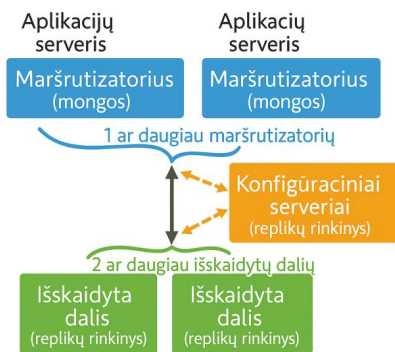 Aplikacijų
serveris
Aplikacių
serveris
Maršrutizatorius
(mongos)
Maršrutizatorius
(mongos)
1 ar daugiau maršrutizatorių
Konfigūraciniai
serveriai
(replikų rinkinys)
2 ar daugiau išskaidytų dalių
Išskaidyta
dalis
(replikų rinkinys)
Išskaidyta
dalis
(replikų rinkinys)